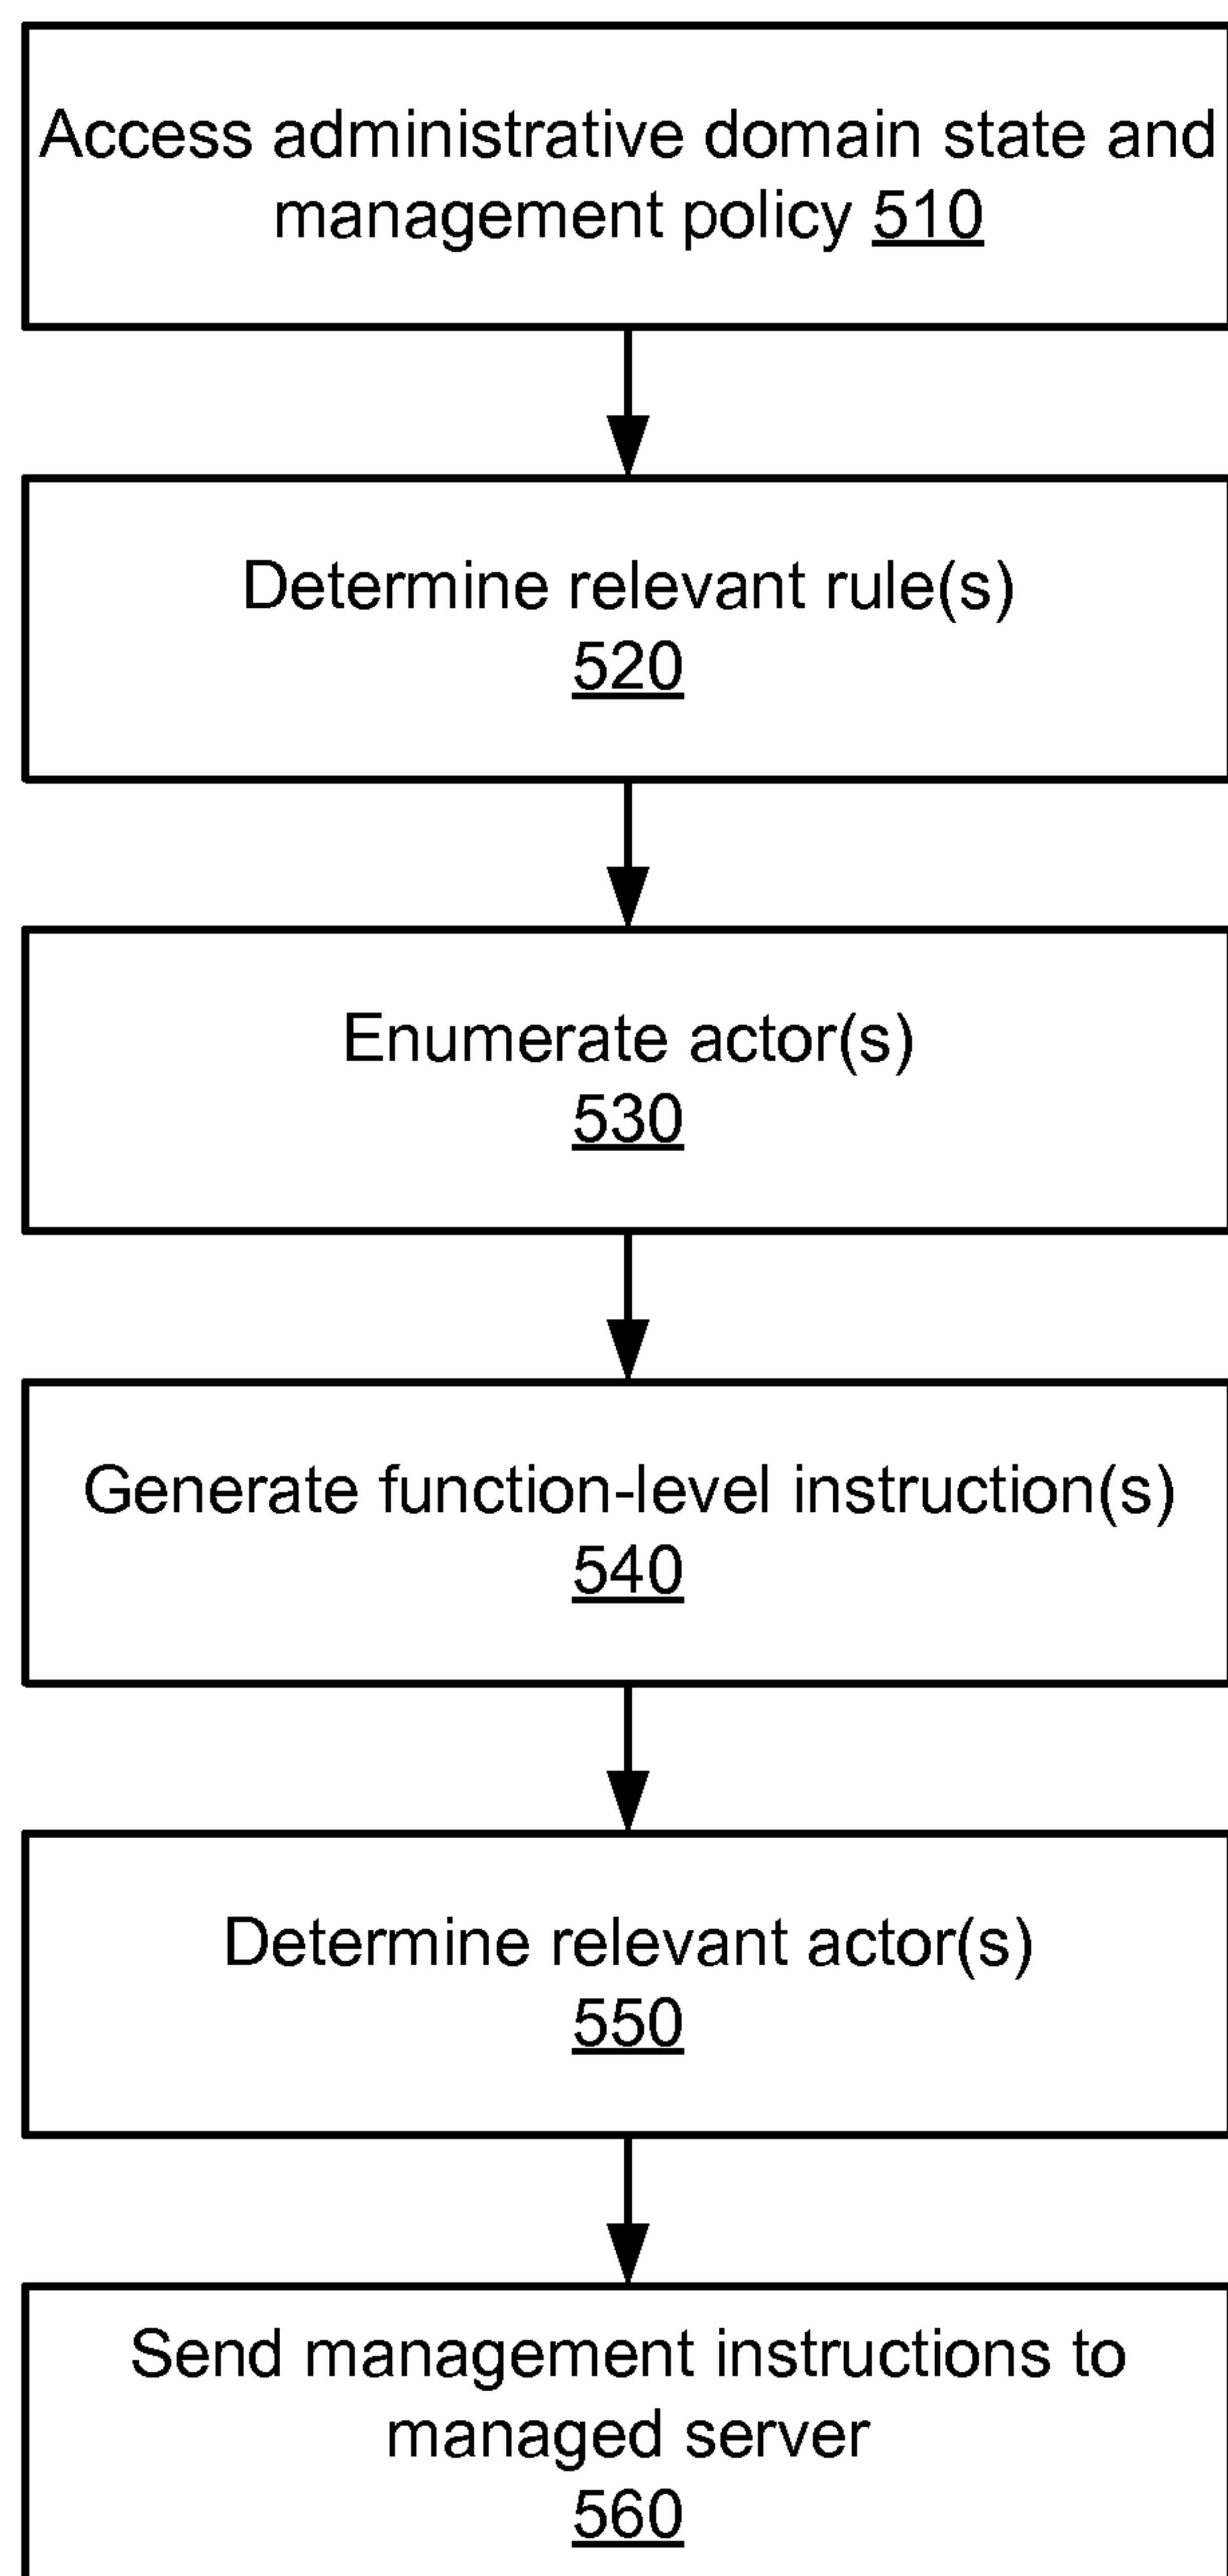 Access administrative domain state and
management policy 510
Determine relevant rule(s)
520
Enumerate actor(s)
530
Generate function-level instruction(s)
540
Determine relevant actor(s)
550
Send management instructions to
managed server
560